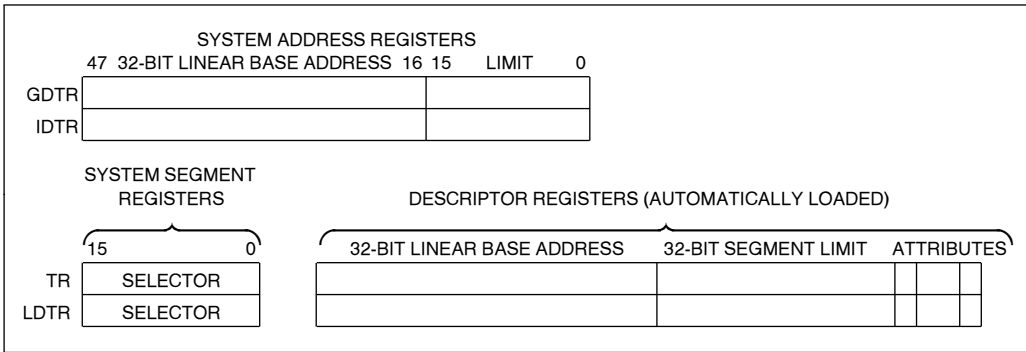 SYSTEM ADDRESS REGISTERS
47 32-BIT LINEAR BASE ADDRESS 16 15 LIMIT 0
GDTR
IDTR
SYSTEM SEGMENT
REGISTERS
DESCRIPTOR REGISTERS (AUTOMATICALLY LOADED)
15 0
32-BIT LINEAR BASE ADDRESS 32-BIT SEGMENT LIMIT ATTRIBUTES
TR SELECTOR
LDTR SELECTOR